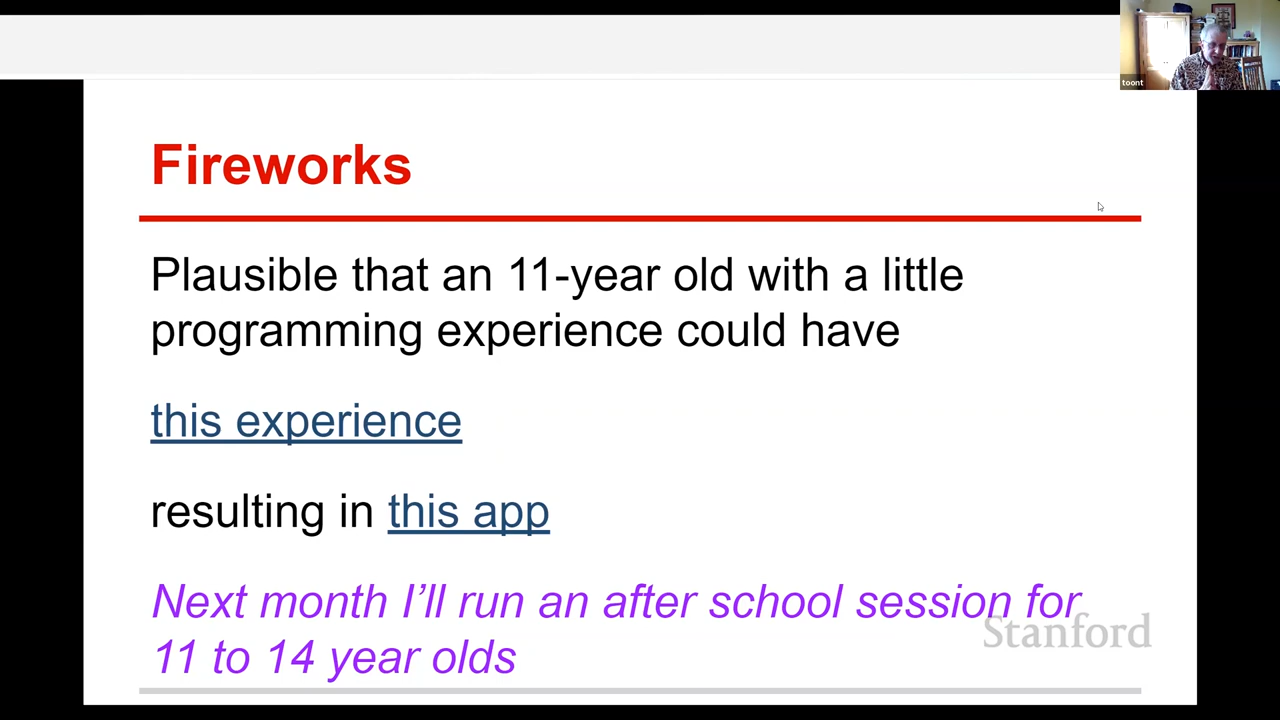 toont
Fireworks
Plausible that an 11-year old with a little
programming experience could have
this experience
resulting in this app
Next month I’ll run an after school session for
11 to 14 year olds
Stanford